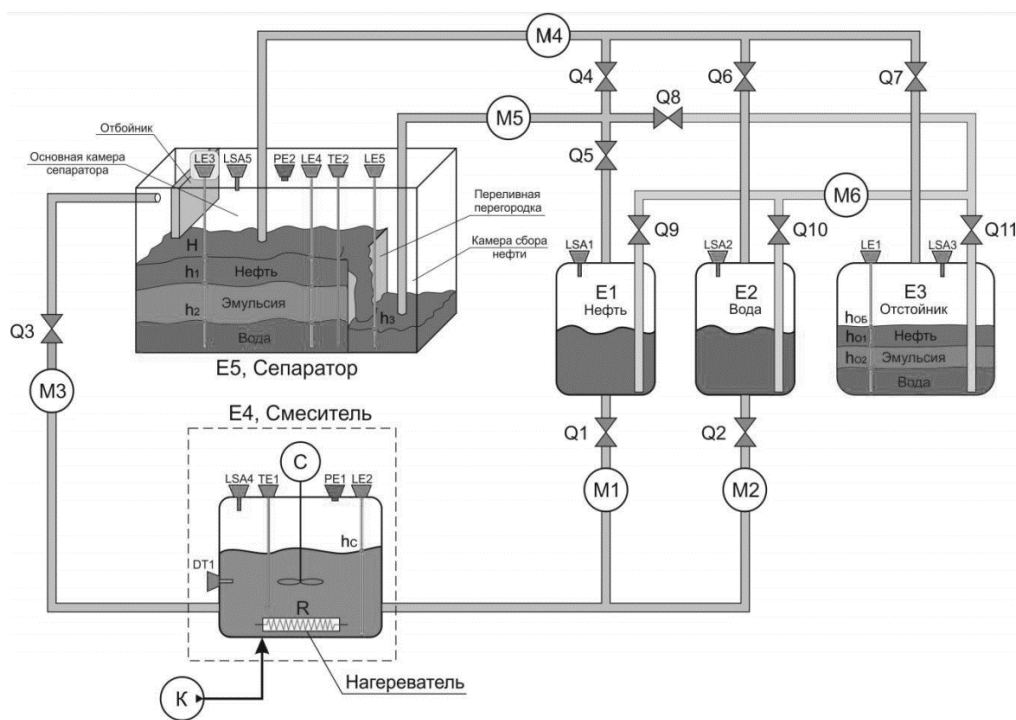 M4
Q4
Q6
Q7
M5
Q8
Отбойник
Основная камера
сепаратора
LE3
LSA5
PE2
LE4
TE2
LE5
Q5
Переливная
перегородка
M6
Камера сбора
нефти
H
h1
Нефть
h2
Эмульсия
h3
Вода
Q9
Q10
Q11
LSA1
LSA2
LE1
LSA3
E1
Нефть
E2
Вода
E3
Отстойник
hОБ
hО1
Нефть
hО2
Эмульсия
Вода
Q3
E5, Сепаратор
M3
E4, Смеситель
Q1
Q2
C
LSA4
TE1
PE1
LE2
M1
M2
hC
DT1
R
Нагереватель
К